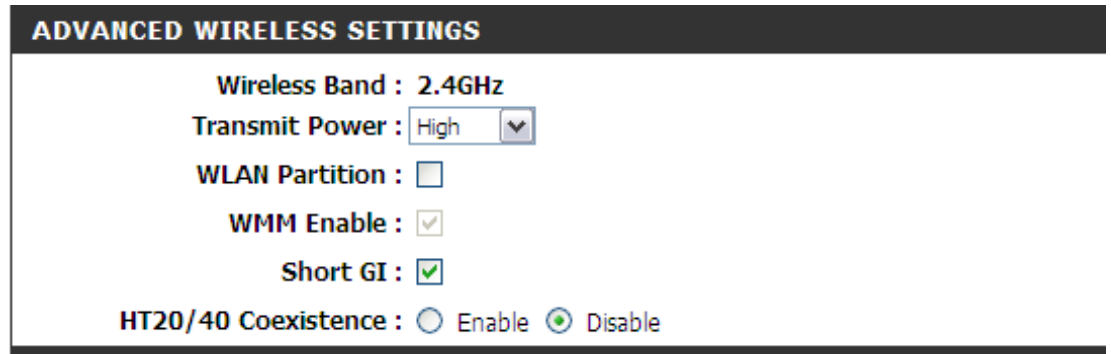 ADVANCED WIRELESS SETTINGS
Wireless Band : 2.4GHz
Transmit Power : High
WLAN Partition :
WMM Enable :
Short GI :
HT20/40 Coexistence : Enable Disable